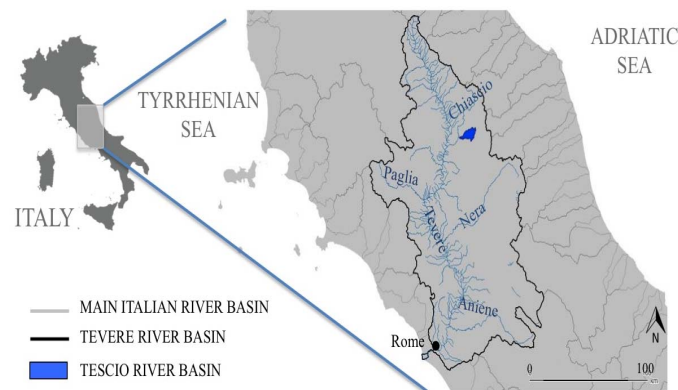 ADRIATIC
SEA
TYRRHENIAN
SEA
ITALY
Chiascio
Paglia
Tevere
Nera
Aniene
Rome
MAIN ITALIAN RIVER BASIN
TEVERE RIVER BASIN
TESCIO RIVER BASIN
N
0 100
km